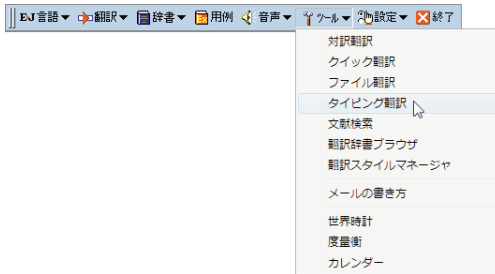 EJ 言語 翻訳 辞書 用例 音声 ツール 設定 終了
対訳翻訳
クイック翻訳
ファイル翻訳
タイピング翻訳
文献検索
翻訳辞書ブラウザ
翻訳スタイルマネージャ
メールの書き方
世界時計
度量衡
カレンダー